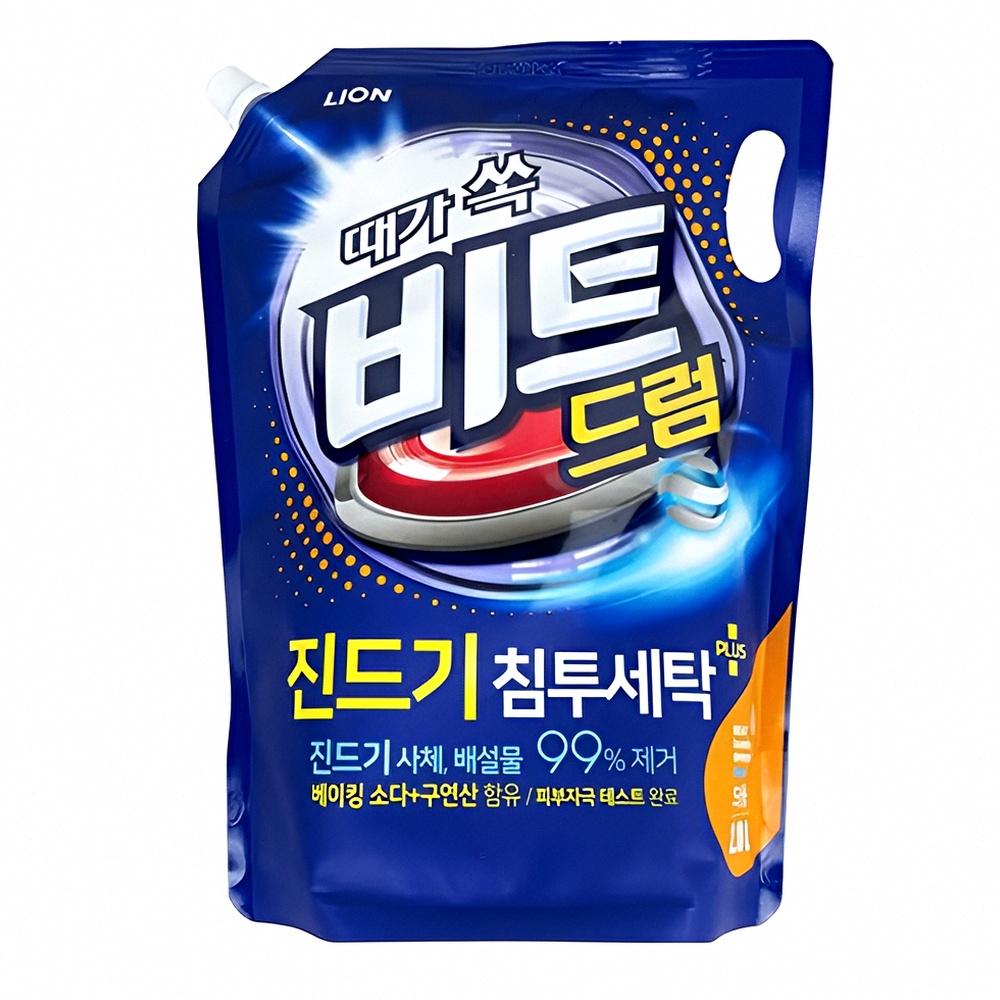 LION
때가 쏙
비트
드럼
진드기 침투세탁 PLUS
진드기 사체, 배설물 99% 제거
베이킹 소다+구연산 함유 / 피부자극 테스트 완료